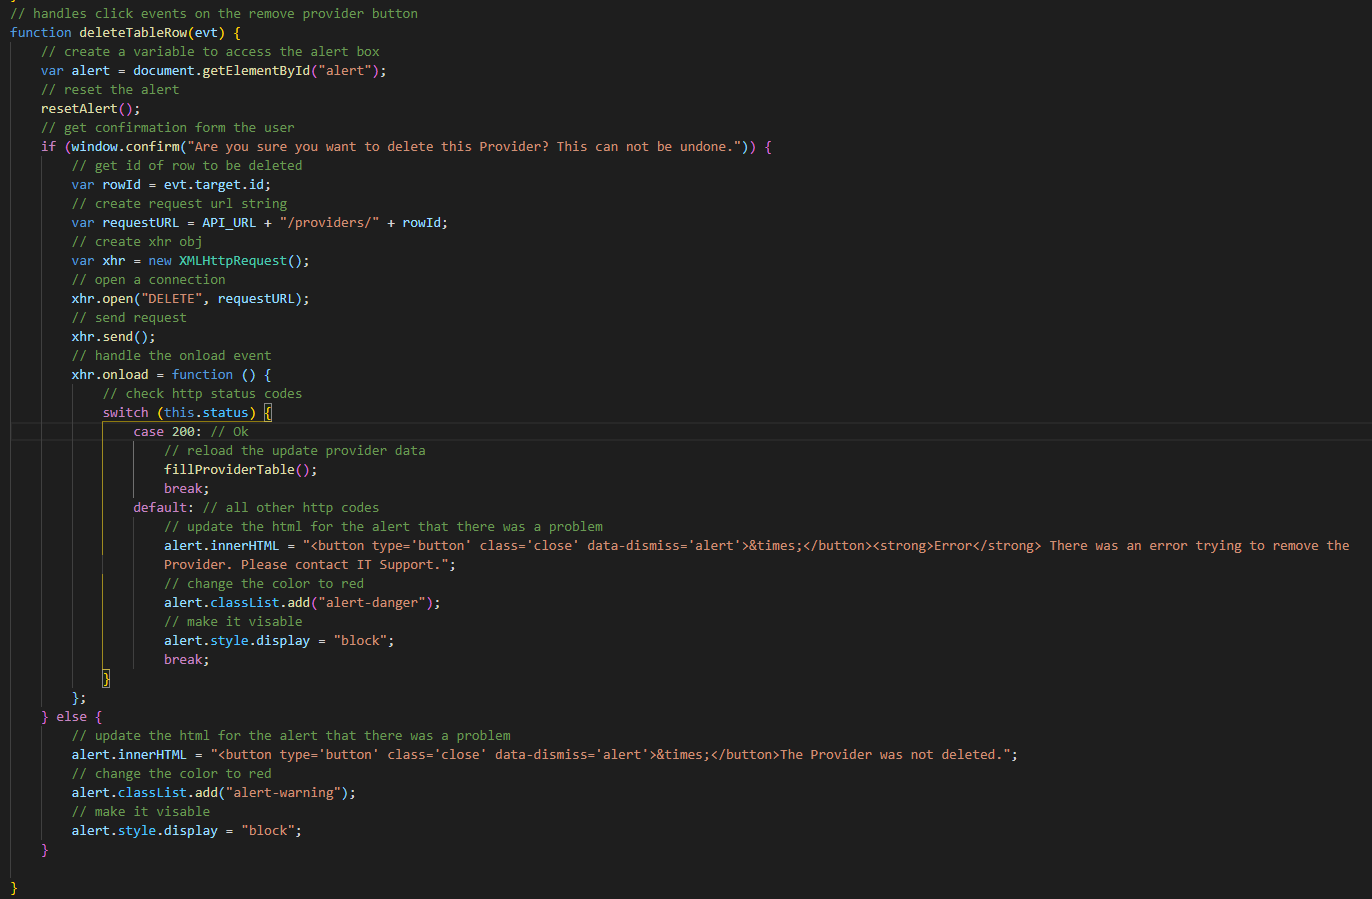 // handles click events on the remove provider button
function deleteTableRow(evt) {
    // create a variable to access the alert box
    var alert = document.getElementById("alert");
    // reset the alert
    resetAlert();
    // get confirmation form the user
    if (window.confirm("Are you sure you want to delete this Provider? This can not be undone.")) {
        // get id of row to be deleted
        var rowId = evt.target.id;
        // create request url string
        var requestURL = API_URL + "/providers/" + rowId;
        // create xhr obj
        var xhr = new XMLHttpRequest();
        // open a connection
        xhr.open("DELETE", requestURL);
        // send request
        xhr.send();
        // handle the onload event
        xhr.onload = function () {
            // check http status codes
            switch (this.status) {
                case 200: // Ok
                    // reload the update provider data
                    fillProviderTable();
                    break;
                default: // all other http codes
                    // update the html for the alert that there was a problem
                    alert.innerHTML = "<button type='button' class='close' data-dismiss='alert'>&times;</button><strong>Error</strong> There was an error trying to remove the
                    Provider. Please contact IT Support.";
                    // change the color to red
                    alert.classList.add("alert-danger");
                    // make it visable
                    alert.style.display = "block";
                    break;
            }
        };
    } else {
        // update the html for the alert that there was a problem
        alert.innerHTML = "<button type='button' class='close' data-dismiss='alert'>&times;</button>The Provider was not deleted.";
        // change the color to red
        alert.classList.add("alert-warning");
        // make it visable
        alert.style.display = "block";
    }
}